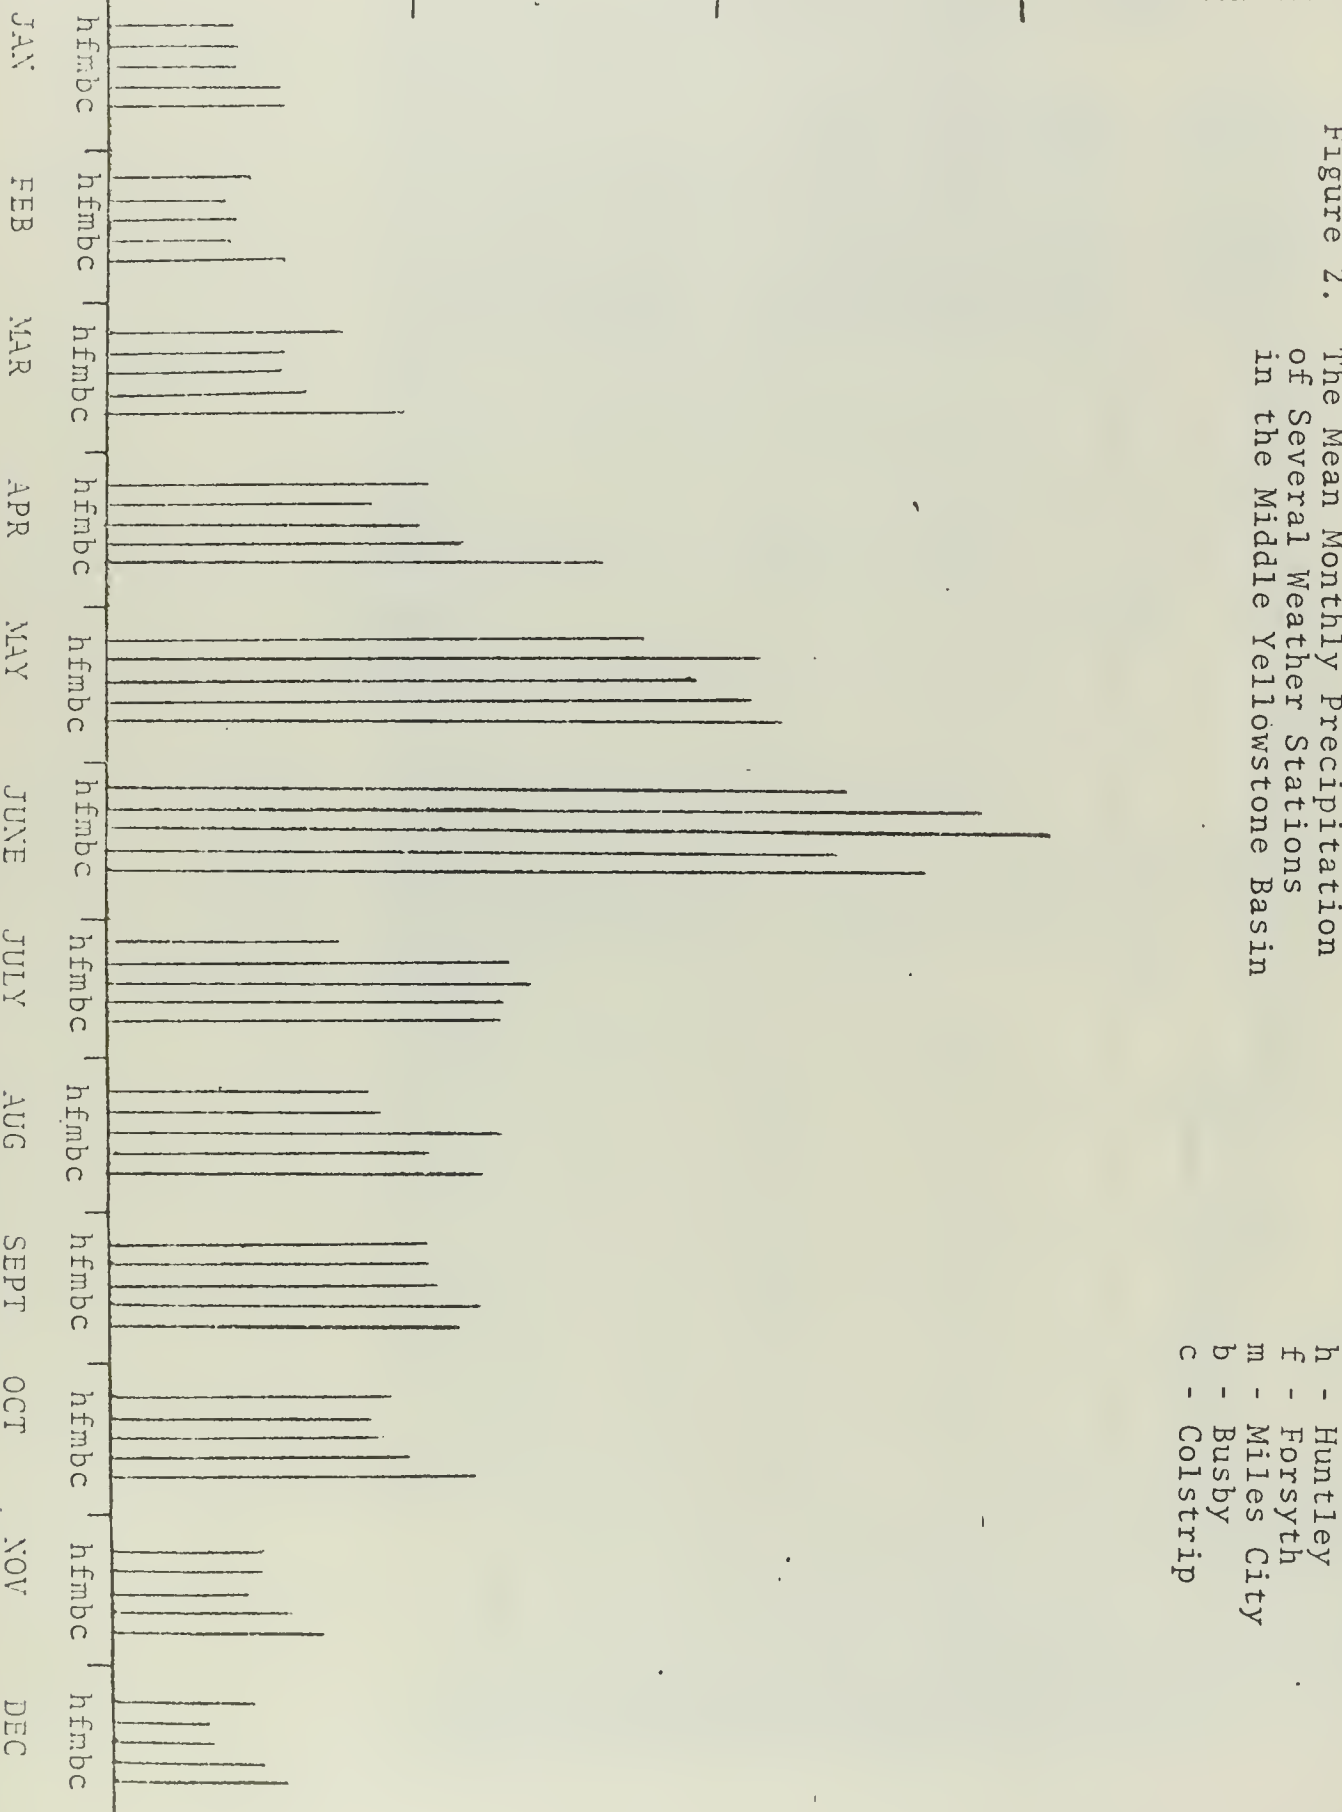 Figure 2. The Mean Monthly Precipitation
of Several Weather Stations
in the Middle Yellowstone Basin
h - Huntley
f - Forsyth
m - Miles City
b - Busby
c - Colstrip
hfmbc hfmbc hfmbc hfmbc hfmbc hfmbc hfmbc hfmbc hfmbc hfmbc hfmbc hfmbc
JAN FEB MAR APR MAY JUNE JULY AUG SEPT OCT NOV DEC